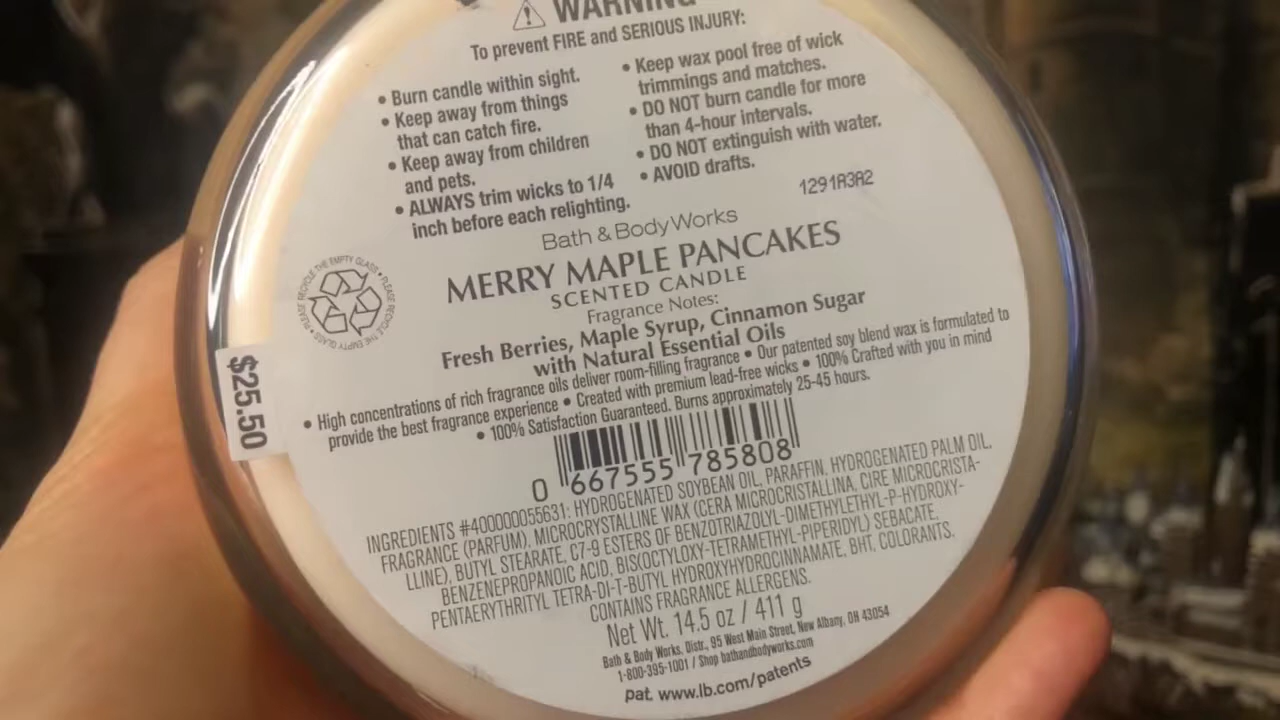 WARNING
To prevent FIRE and SERIOUS INJURY:
• Burn candle within sight.
• Keep away from things
that can catch fire.
• Keep away from children
and pets.
• ALWAYS trim wicks to 1/4
inch before each relighting.
• Keep wax pool free of wick
trimmings and matches.
• DO NOT burn candle for more
than 4-hour intervals.
• DO NOT extinguish with water.
• AVOID drafts.
1291A3A2
Bath & Body Works
MERRY MAPLE PANCAKES
SCENTED CANDLE
Fragrance Notes:
Fresh Berries, Maple Syrup, Cinnamon Sugar
with Natural Essential Oils
• High concentrations of rich fragrance oils deliver room-filling fragrance • Our patented soy blend wax is formulated to
provide the best fragrance experience • Created with premium lead-free wicks • 100% Crafted with you in mind
• 100% Satisfaction Guaranteed. Burns approximately 25-45 hours.
PLEASE RECYCLE THE EMPTY GLASS • PLEASE RECYCLE THE EMPTY GLASS •
$25.50
0 667555 785808
INGREDIENTS #400000055631: HYDROGENATED SOYBEAN OIL, PARAFFIN, HYDROGENATED PALM OIL,
FRAGRANCE (PARFUM), MICROCRYSTALLINE WAX (CERA MICROCRISTALLINA, CIRE MICROCRISTA-
LLINE), BUTYL STEARATE, C7-9 ESTERS OF BENZOTRIAZOLYL-DIMETHYLETHYL-P-HYDROXY-
BENZENEPROPANOIC ACID, BISOCTYLOXY-TETRAMETHYL-PIPERIDYL) SEBACATE,
PENTAERYTHRITYL TETRA-DI-T-BUTYL HYDROXYHYDROCINNAMATE, BHT, COLORANTS.
CONTAINS FRAGRANCE ALLERGENS.
Net Wt. 14.5 oz / 411 g
Bath & Body Works, Distr., 95 West Main Street, New Albany, OH 43054
1-800-395-1001 / Shop bathandbodyworks.com
pat. www.lb.com/patents